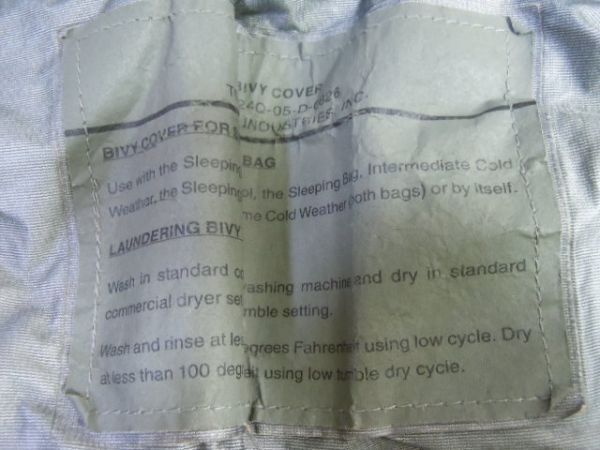 BIVY COVER
INDUSTRIES, INC.
BIVY COVER FOR BAG
Use with the Sleeping Bag, Intermediate Cold
Weather, the Sleeping the Sleeping Cold Weather (both bags) or by itself.
LAUNDERING BIVY
Wash in standard washing machine and dry in standard
commercial dryer tumble setting.
Wash and rinse at degrees Fahrenheit using low cycle. Dry
at less than 100 using low tumble dry cycle.